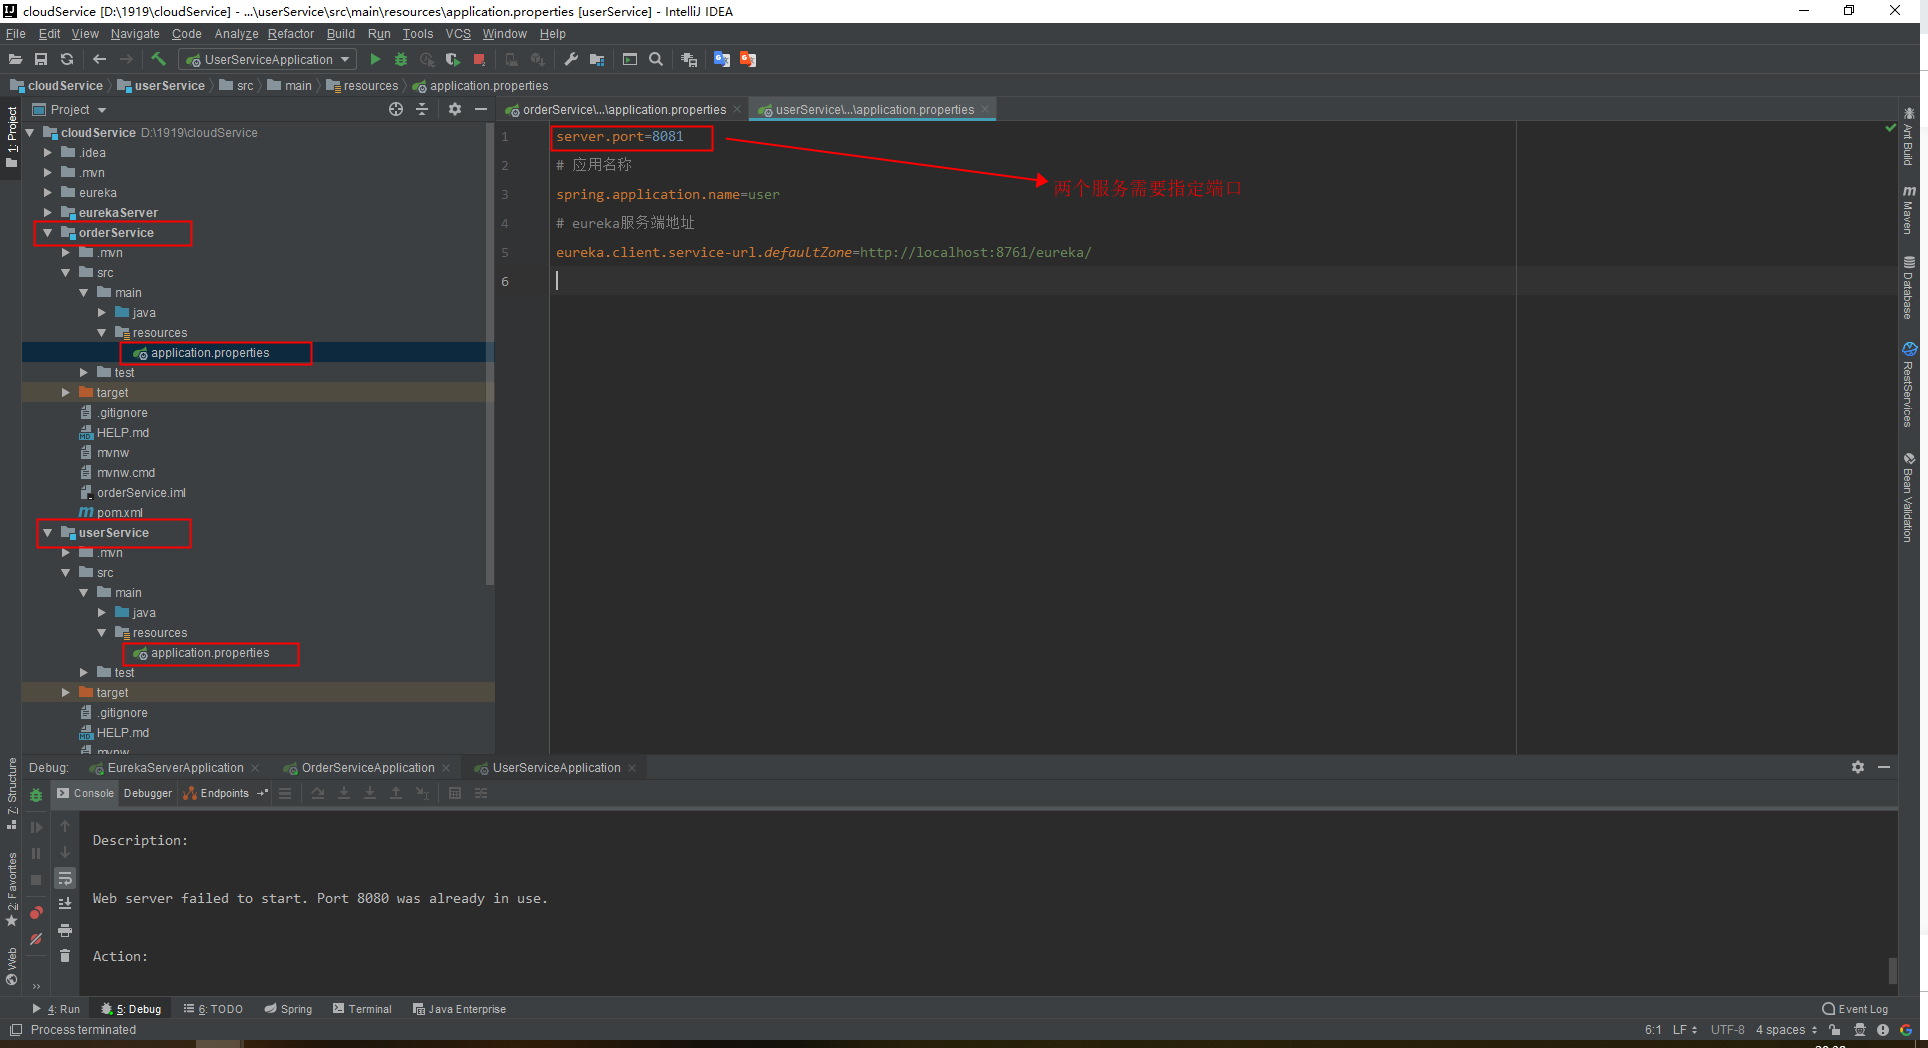 cloudService [D:\1919\cloudService] - ...\userService\src\main\resources\application.properties [userService] - IntelliJ IDEA
File Edit View Navigate Code Analyze Refactor Build Run Tools VCS Window Help
UserServiceApplication
cloudService userService src main resources application.properties
Project
orderService\...\application.properties
userService\...\application.properties
1: Project
cloudService D:\1919\cloudService
.idea
.mvn
eureka
eurekaServer
orderService
.mvn
src
main
java
resources
application.properties
test
target
.gitignore
HELP.md
mvnw
mvnw.cmd
orderService.iml
pom.xml
userService
.mvn
src
main
java
resources
application.properties
test
target
.gitignore
HELP.md
mvnw
1 server.port=8081
2 # 应用名称
3 spring.application.name=user
4 # eureka服务端地址
5 eureka.client.service-url.defaultZone=http://localhost:8761/eureka/
6
两个服务需要指定端口
Ant Build
Maven
Database
RestServices
Bean Validation
7: Structure
2: Favorites
Web
Debug: EurekaServerApplication OrderServiceApplication UserServiceApplication
Console Debugger Endpoints
Description:
Web server failed to start. Port 8080 was already in use.
Action:
4: Run 5: Debug 6: TODO Spring Terminal Java Enterprise Event Log
Process terminated 6:1 LF UTF-8 4 spaces